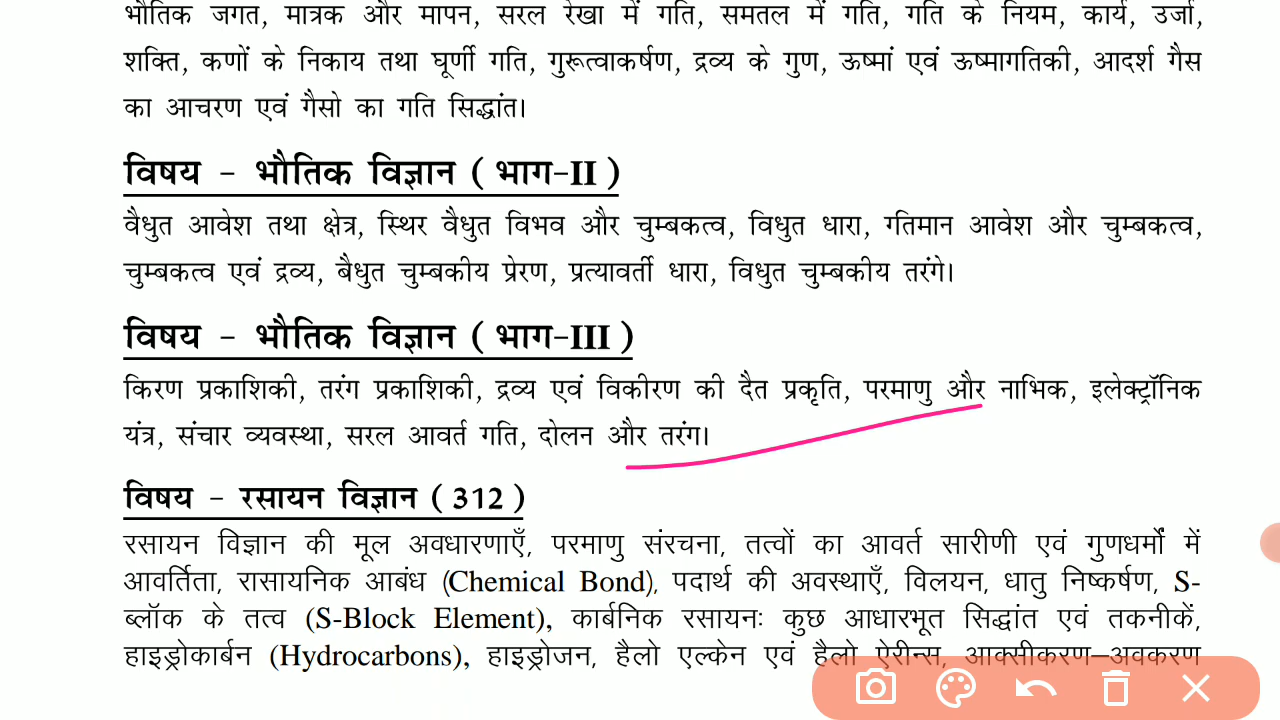 भौतिक जगत, मात्रक और मापन, सरल रेखा में गति, समतल में गति, गति के नियम, कार्य, उर्जा,
शक्ति, कणों के निकाय तथा घूर्णी गति, गुरूत्वाकर्षण, द्रव्य के गुण, ऊष्मां एवं ऊष्मागतिकी, आदर्श गैस
का आचरण एवं गैसो का गति सिद्धांत।
विषय - भौतिक विज्ञान ( भाग-II )
वैधुत आवेश तथा क्षेत्र, स्थिर वैधुत विभव और चुम्बकत्व, विधुत धारा, गतिमान आवेश और चुम्बकत्व,
चुम्बकत्व एवं द्रव्य, बैधुत चुम्बकीय प्रेरण, प्रत्यावर्ती धारा, विधुत चुम्बकीय तरंगे।
विषय - भौतिक विज्ञान ( भाग-III )
किरण प्रकाशिकी, तरंग प्रकाशिकी, द्रव्य एवं विकीरण की दैत प्रकृति, परमाणु और नाभिक, इलेक्ट्रॉनिक
यंत्र, संचार व्यवस्था, सरल आवर्त गति, दोलन और तरंग।
विषय - रसायन विज्ञान ( 312 )
रसायन विज्ञान की मूल अवधारणाएँ, परमाणु संरचना, तत्वों का आवर्त सारीणी एवं गुणधर्मों में
आवर्तिता, रासायनिक आबंध (Chemical Bond), पदार्थ की अवस्थाएँ, विलयन, धातु निष्कर्षण, S-
ब्लॉक के तत्व (S-Block Element), कार्बनिक रसायनः कुछ आधारभूत सिद्धांत एवं तकनीकें,
हाइड्रोकार्बन (Hydrocarbons), हाइड्रोजन, हैलो एल्केन एवं हैलो ऐरीन्स, आक्सीकरण–अवकरण